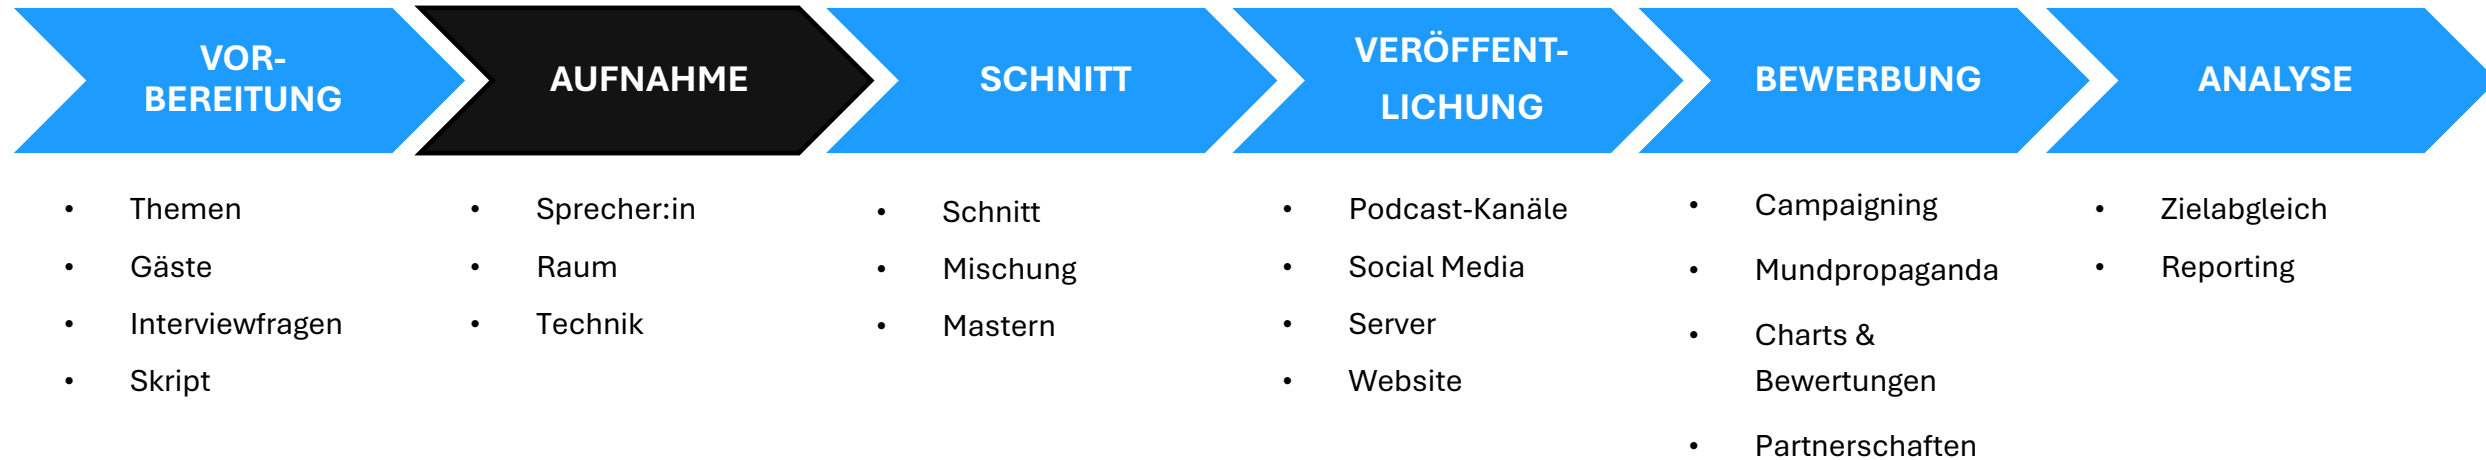 VOR-
BEREITUNG
AUFNAHME
SCHNITT
VERÖFFENT-
LICHUNG
BEWERBUNG
ANALYSE
• Themen
• Gäste
• Interviewfragen
• Skript
• Sprecher:in
• Raum
• Technik
• Schnitt
• Mischung
• Mastern
• Podcast-Kanäle
• Social Media
• Server
• Website
• Campaigning
• Mundpropaganda
• Charts &
Bewertungen
• Partnerschaften
• Zielabgleich
• Reporting